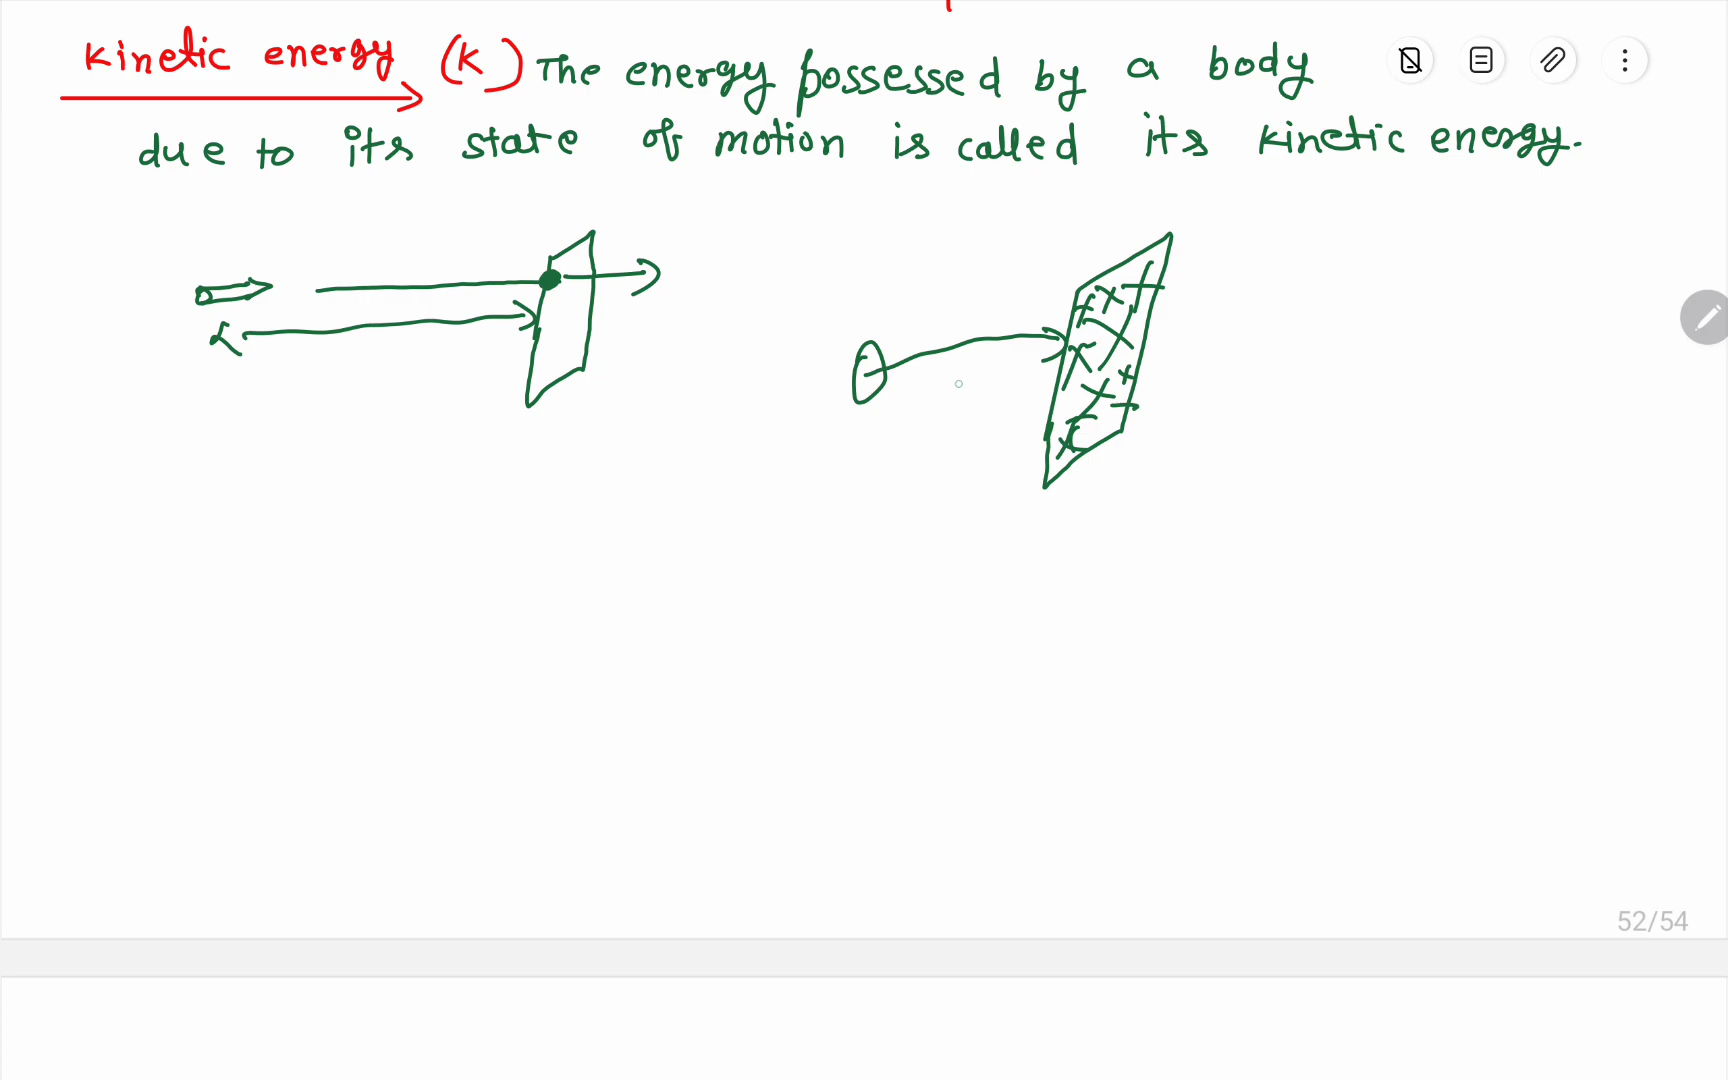 Kinetic energy (K) The energy possessed by a body
due to its state of motion is called its kinetic energy.
52/54